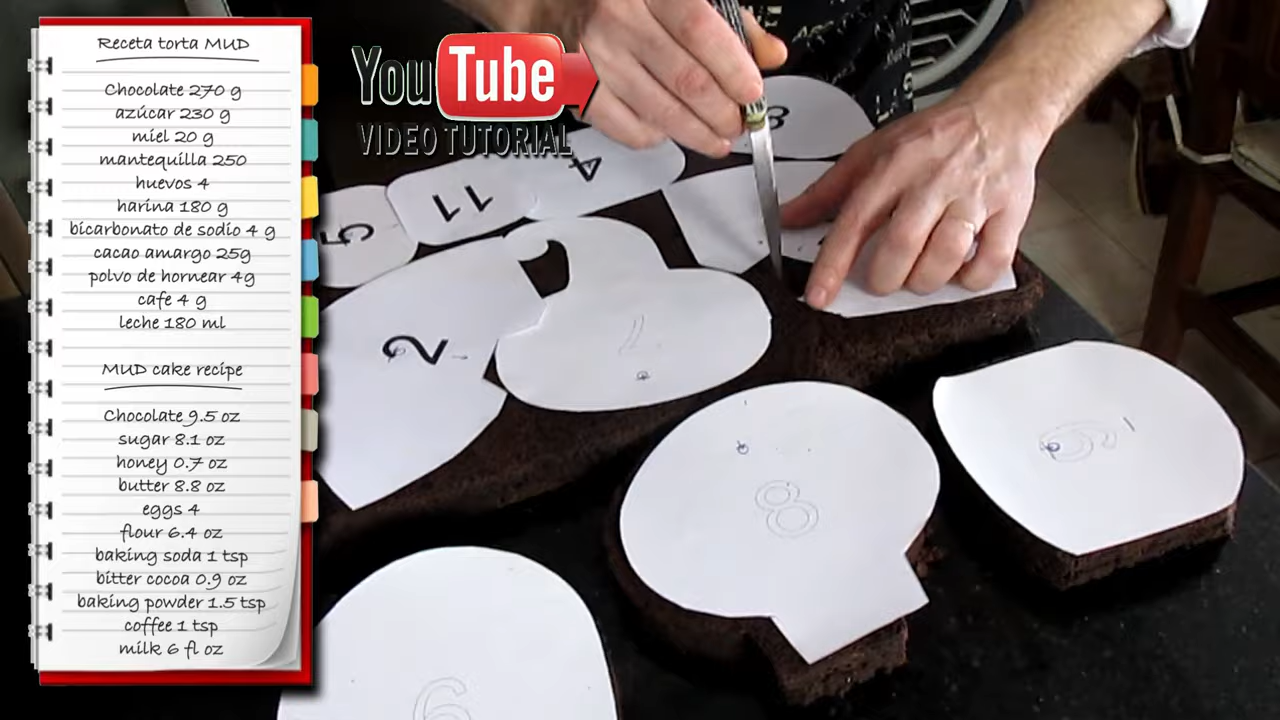 Receta torta MUD
Chocolate 270 g
azúcar 230 g
miel 20 g
mantequilla 250
huevos 4
harina 180 g
bicarbonato de sodio 4 g
cacao amargo 25g
polvo de hornear 4g
cafe 4 g
leche 180 ml
MUD cake recipe
Chocolate 9.5 oz
sugar 8.1 oz
honey 0.7 oz
butter 8.8 oz
eggs 4
flour 6.4 oz
baking soda 1 tsp
bitter cocoa 0.9 oz
baking powder 1.5 tsp
coffee 1 tsp
milk 6 fl oz
YouTube
VIDEO TUTORIAL
3
4
11
5
2
7
8
9
6